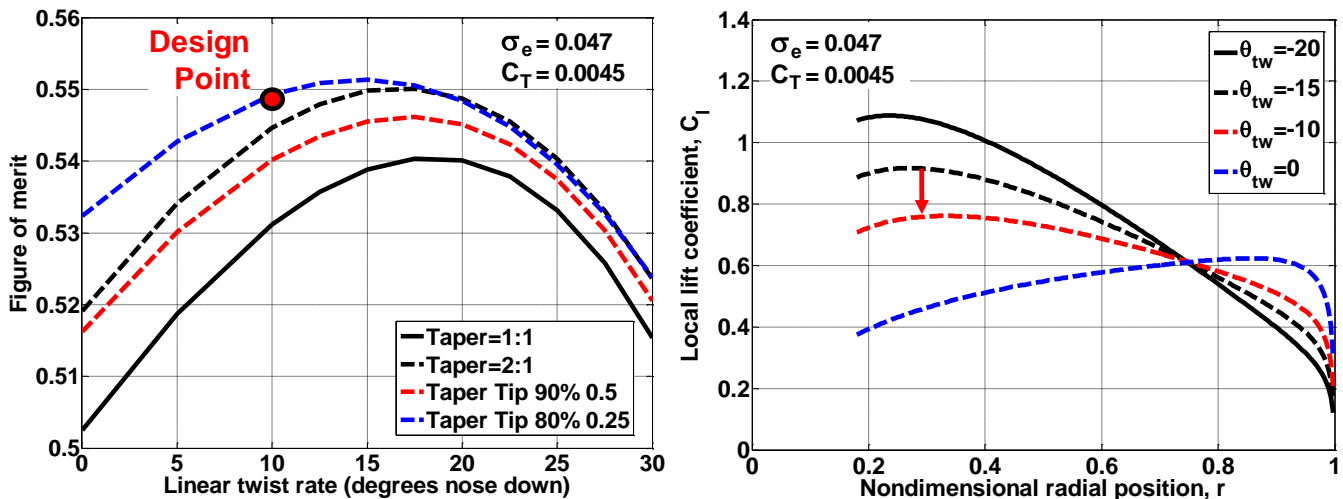 0.56
0.55
0.54
0.53
0.52
0.51
0.5
Figure of merit
Design
Point
σe = 0.047
CT = 0.0045
Taper=1:1
Taper=2:1
Taper Tip 90% 0.5
Taper Tip 80% 0.25
0 5 10 15 20 25 30
Linear twist rate (degrees nose down)
1.4
1.2
1
0.8
0.6
0.4
0.2
0
Local lift coefficient, Cl
σe = 0.047
CT = 0.0045
θtw=-20
θtw=-15
θtw=-10
θtw=0
0 0.2 0.4 0.6 0.8 1
Nondimensional radial position, r